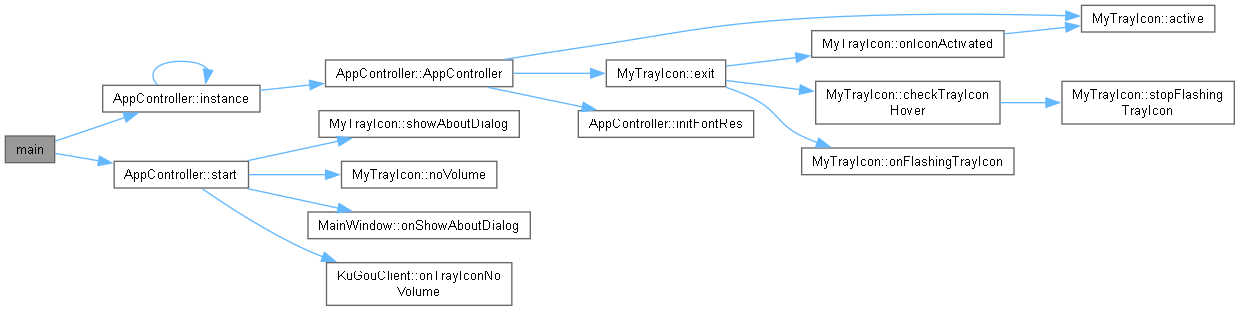 MyTrayIcon::active
MyTrayIcon::onIconActivated
AppController::AppController
MyTrayIcon::exit
AppController::instance
MyTrayIcon::checkTrayIcon
Hover
MyTrayIcon::stopFlashing
TrayIcon
MyTrayIcon::showAboutDialog
AppController::initFontRes
main
MyTrayIcon::onFlashingTrayIcon
AppController::start
MyTrayIcon::noVolume
MainWindow::onShowAboutDialog
KuGouClient::onTrayIconNo
Volume